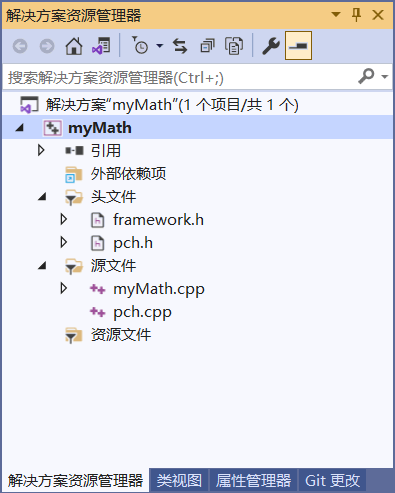 解决方案资源管理器
搜索解决方案资源管理器(Ctrl+;)
解决方案"myMath"(1 个项目/共 1 个)
myMath
引用
外部依赖项
头文件
framework.h
pch.h
源文件
myMath.cpp
pch.cpp
资源文件
解决方案资源管理器 类视图 属性管理器 Git 更改